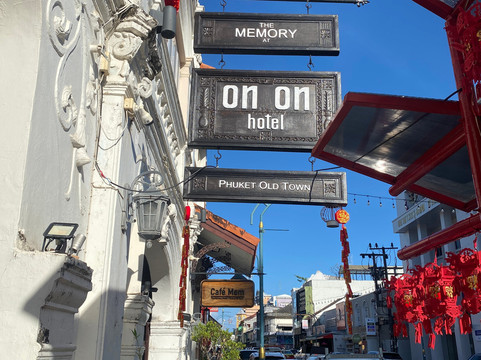 THE
MEMORY
AT
on on
hotel
PHUKET OLD TOWN
Café Mem